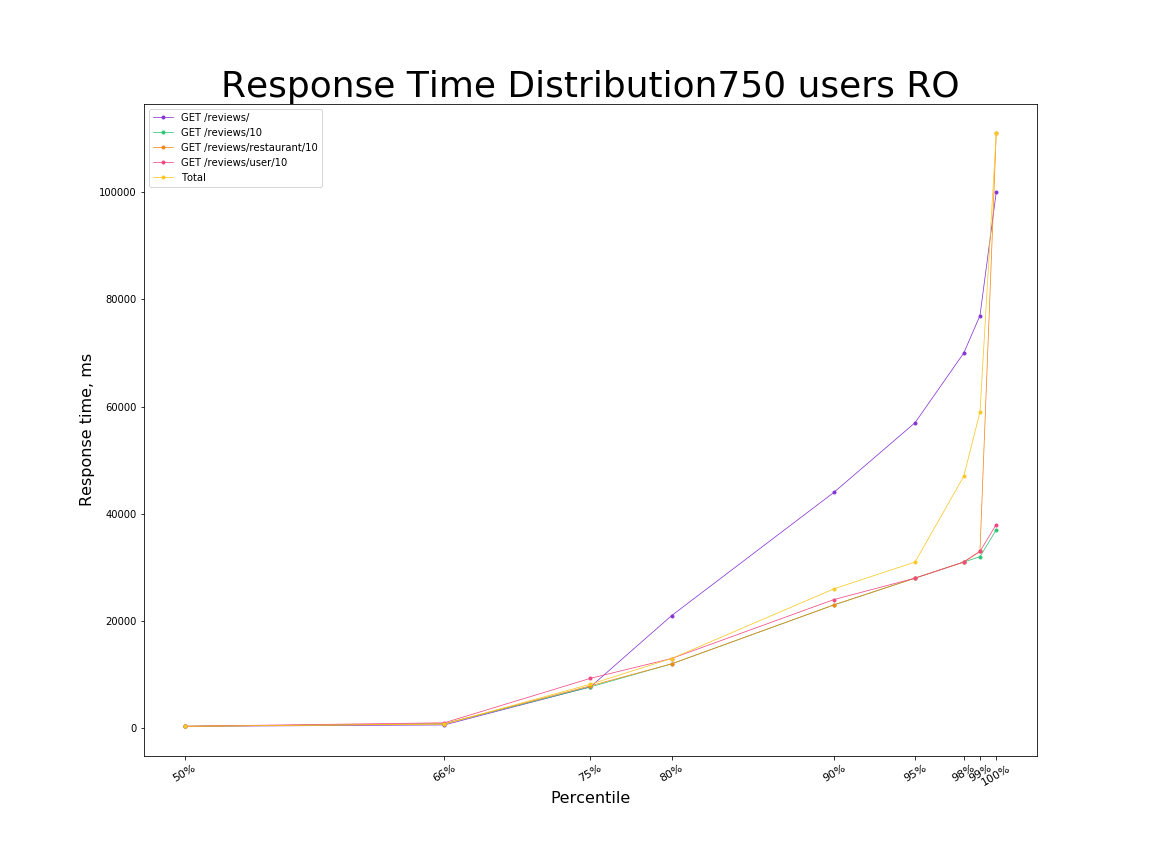 Response Time Distribution750 users RO
GET /reviews/
GET /reviews/10
GET /reviews/restaurant/10
GET /reviews/user/10
Total
100000
80000
60000
40000
20000
0
Response time, ms
50% 66% 75% 80% 90% 95% 98% 99% 100%
Percentile